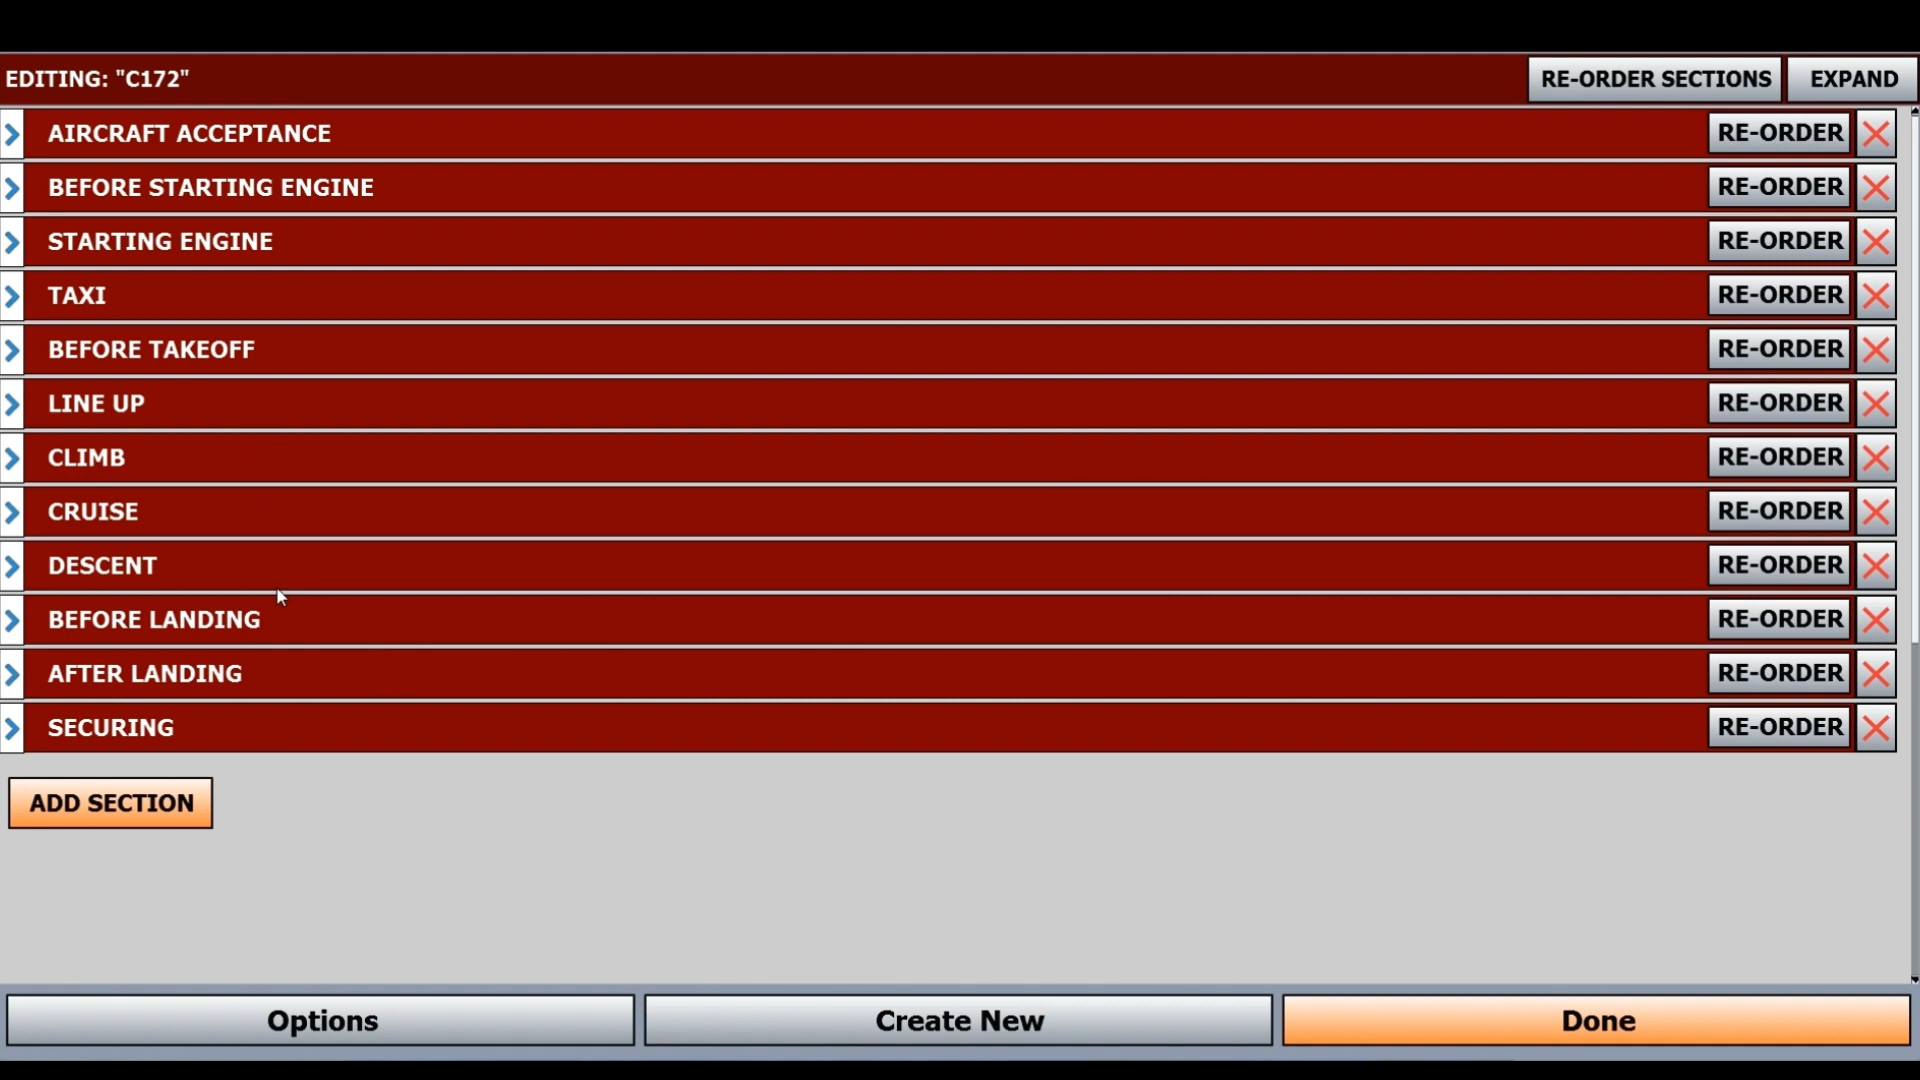 EDITING: "C172" RE-ORDER SECTIONS EXPAND
AIRCRAFT ACCEPTANCE RE-ORDER
BEFORE STARTING ENGINE RE-ORDER
STARTING ENGINE RE-ORDER
TAXI RE-ORDER
BEFORE TAKEOFF RE-ORDER
LINE UP RE-ORDER
CLIMB RE-ORDER
CRUISE RE-ORDER
DESCENT RE-ORDER
BEFORE LANDING RE-ORDER
AFTER LANDING RE-ORDER
SECURING RE-ORDER
ADD SECTION
Options Create New Done